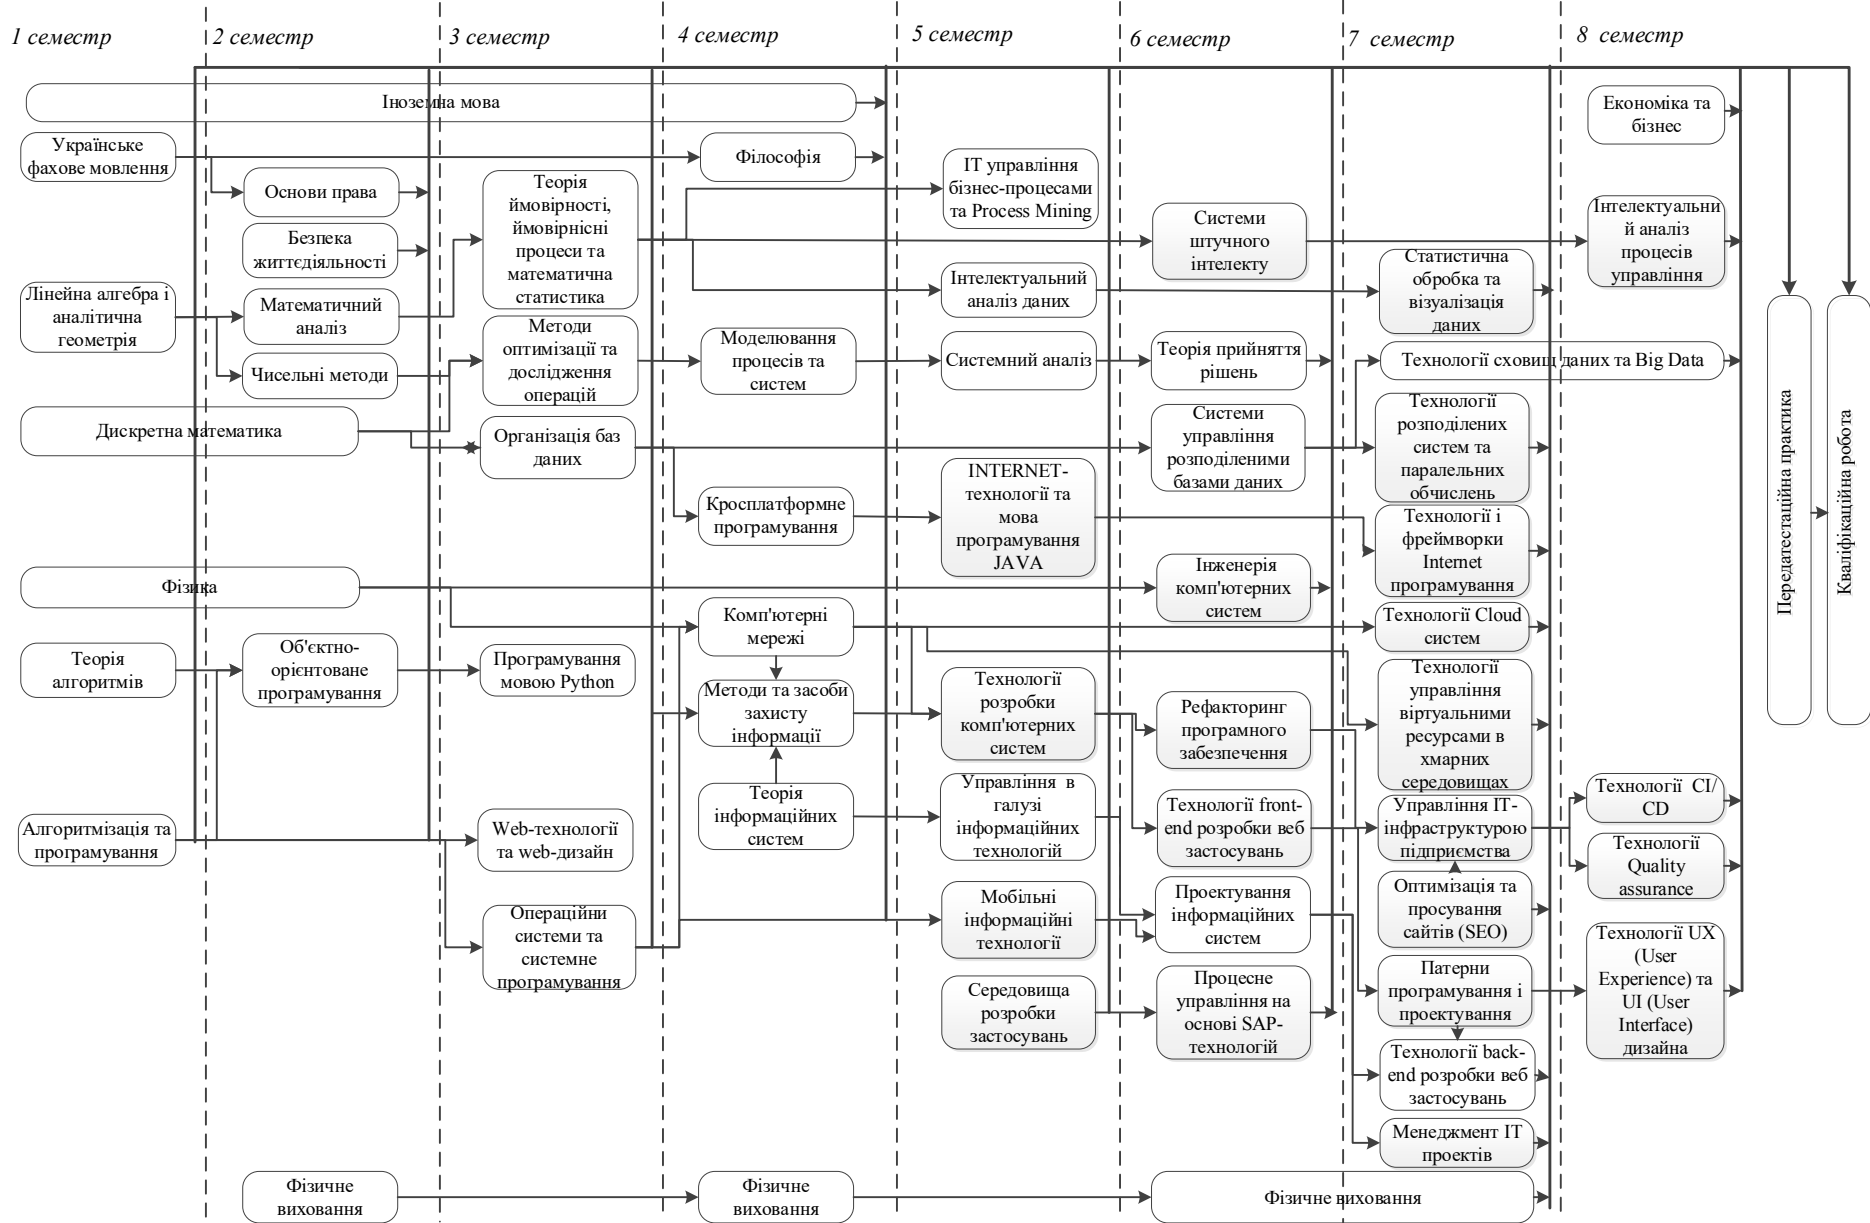 1 семестр
2 семестр
3 семестр
4 семестр
5 семестр
6 семестр
7 семестр
8 семестр
Іноземна мова
Українське
фахове мовлення
Лінейна алгебра і
аналітична
геометрія
Дискретна математика
Фізика
Теорія
алгоритмів
Алгоритмізація та
програмування
Основи права
Безпека
життєдіяльності
Математичний
аналіз
Чисельні методи
Об'єктно-
орієнтоване
програмування
Фізичне
виховання
Теорія
ймовірності,
ймовірнісні
процеси та
математична
статистика
Методи
оптимізації та
дослідження
операцій
Організація баз
даних
Програмування
мовою Python
Web-технології
та web-дизайн
Операційни
системи та
системне
програмування
Філософія
Моделювання
процесів та
систем
Кросплатформне
програмування
Комп'ютерні
мережі
Методи та засоби
захисту
інформації
Теорія
інформаційних
систем
Фізичне
виховання
ІТ управління
бізнес-процесами
та Process Mining
Інтелектуальний
аналіз даних
Системний аналіз
INTERNET-
технології та
мова
програмування
JAVA
Технології
розробки
комп'ютерних
систем
Управління в
галузі
інформаційних
технологій
Мобільні
інформаційні
технології
Середовища
розробки
застосувань
Системи
штучного
інтелекту
Теорія прийняття
рішень
Системи
управління
розподіленими
базами даних
Інженерія
комп'ютерних
систем
Рефакторинг
програмного
забезпечення
Технології front-
end розробки веб
застосувань
Проектування
інформаційних
систем
Процесне
управління на
основі SAP-
технологій
Фізичне виховання
Статистична
обробка та
візуалізація
даних
Технології сховищ даних та Big Data
Технології
розподілених
систем та
паралельних
обчислень
Технології і
фреймворки
Internet
програмування
Технології Cloud
систем
Технології
управління
віртуальними
ресурсами в
хмарних
середовищах
Управління ІТ-
інфраструктурою
підприємства
Оптимізація та
просування
сайтів (SEO)
Патерни
програмування і
проектування
Технології back-
end розробки веб
застосувань
Менеджмент ІТ
проектів
Економіка та
бізнес
Інтелектуальни
й аналіз
процесів
управління
Технології CI/
CD
Технології
Quality
assurance
Технології UX
(User
Experience) та
UI (User
Interface)
дизайна
Передатестаційна практика
Кваліфікаційна робота